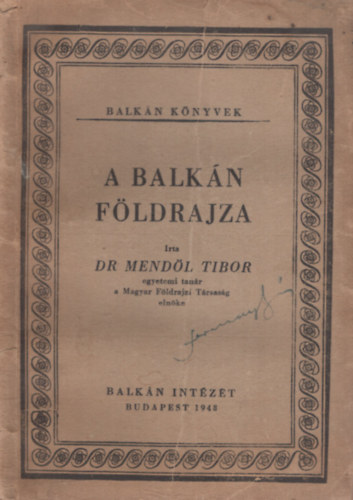 BALKÁN KÖNYVEK
A BALKÁN
FÖLDRAJZA
Irta
DR MENDÖL TIBOR
egyetemi tanár
a Magyar Földrajzi Társaság
elnöke
BALKÁN INTÉZET
BUDAPEST 1948